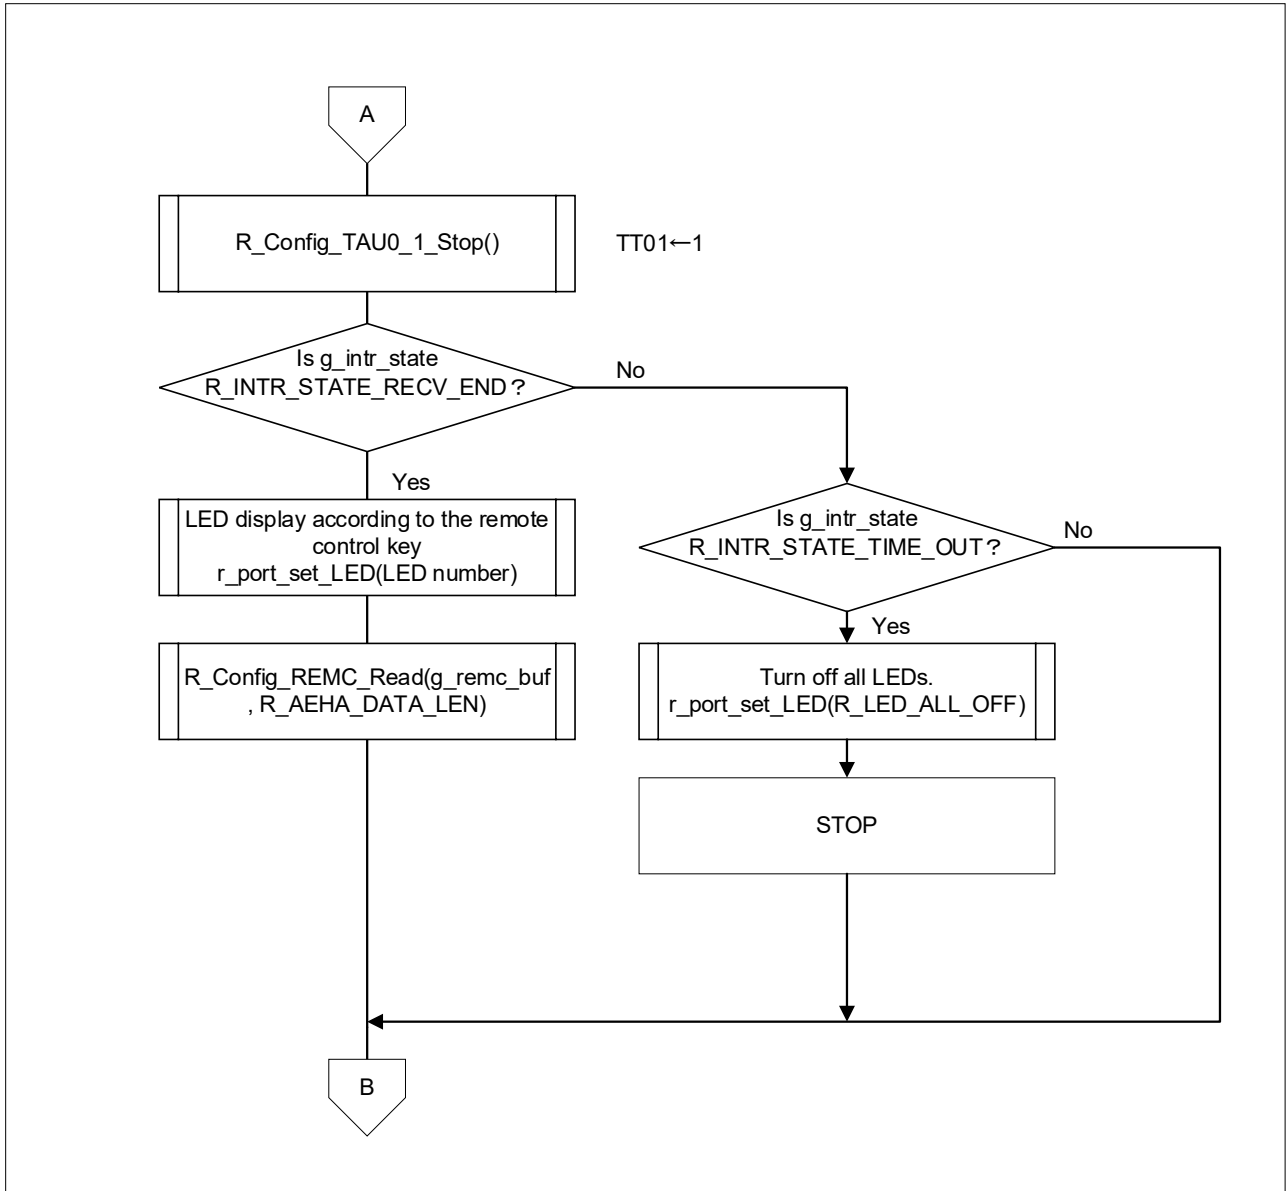 A
R_Config_TAU0_1_Stop()
TT01←1
Is g_intr_state
R_INTR_STATE_RECV_END？
No
Yes
LED display according to the remote
control key
r_port_set_LED(LED number)
Is g_intr_state
R_INTR_STATE_TIME_OUT？
No
Yes
R_Config_REMC_Read(g_remc_buf
, R_AEHA_DATA_LEN)
Turn off all LEDs.
r_port_set_LED(R_LED_ALL_OFF)
STOP
B